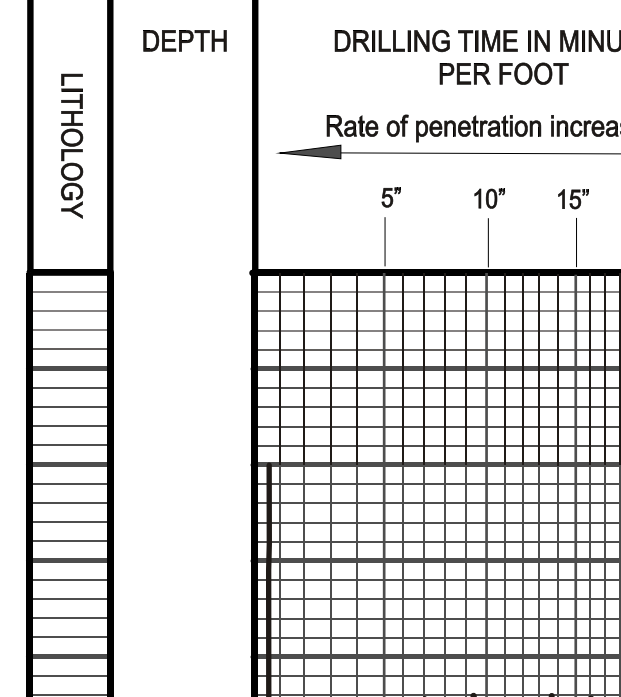 LITHOLOGY
DEPTH
DRILLING TIME IN MINU
PER FOOT
Rate of penetration increas
5”
10”
15”